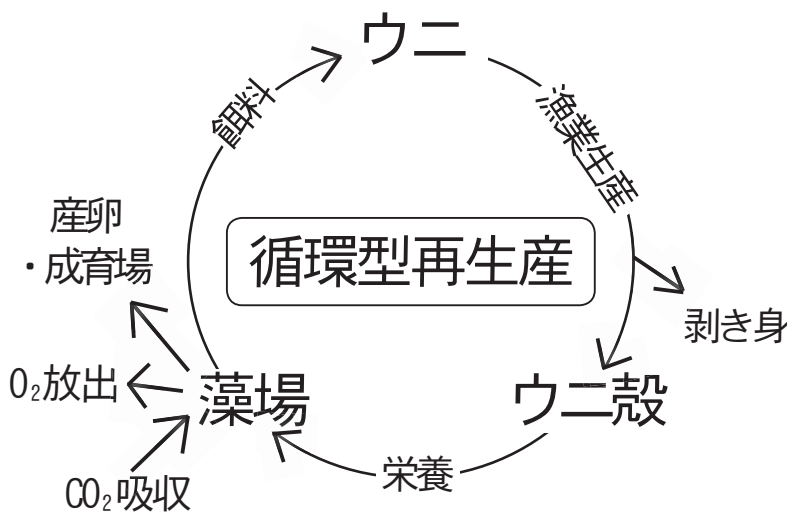 ウニ
餌料
漁業生産
産卵
・成育場
循環型再生産
剥き身
O₂放出
藻場
ウニ殻
栄養
CO₂吸収